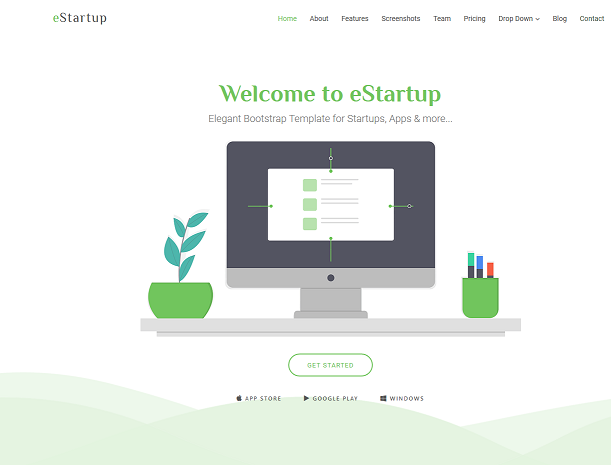 eStartup
Home About Features Screenshots Team Pricing Drop Down Blog Contact
Welcome to eStartup
Elegant Bootstrap Template for Startups, Apps & more...
GET STARTED
APP STORE GOOGLE PLAY WINDOWS